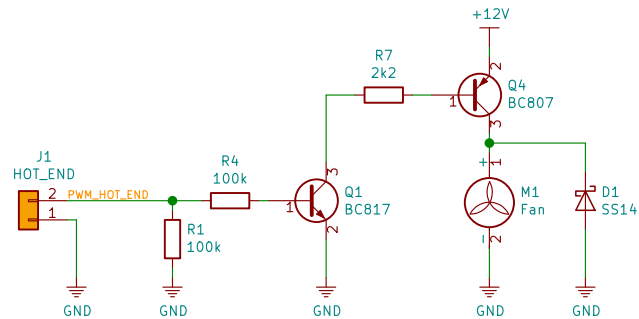 +12V
R7
2k2
2
Q4
1
BC807
3
J1
HOT_END
R4
100k
3
+
1
2
PWM_HOT_END
Q1
M1
D1
1
BC817
Fan
SS14
1
R1
100k
2
-
2
GND
GND
GND
GND
GND